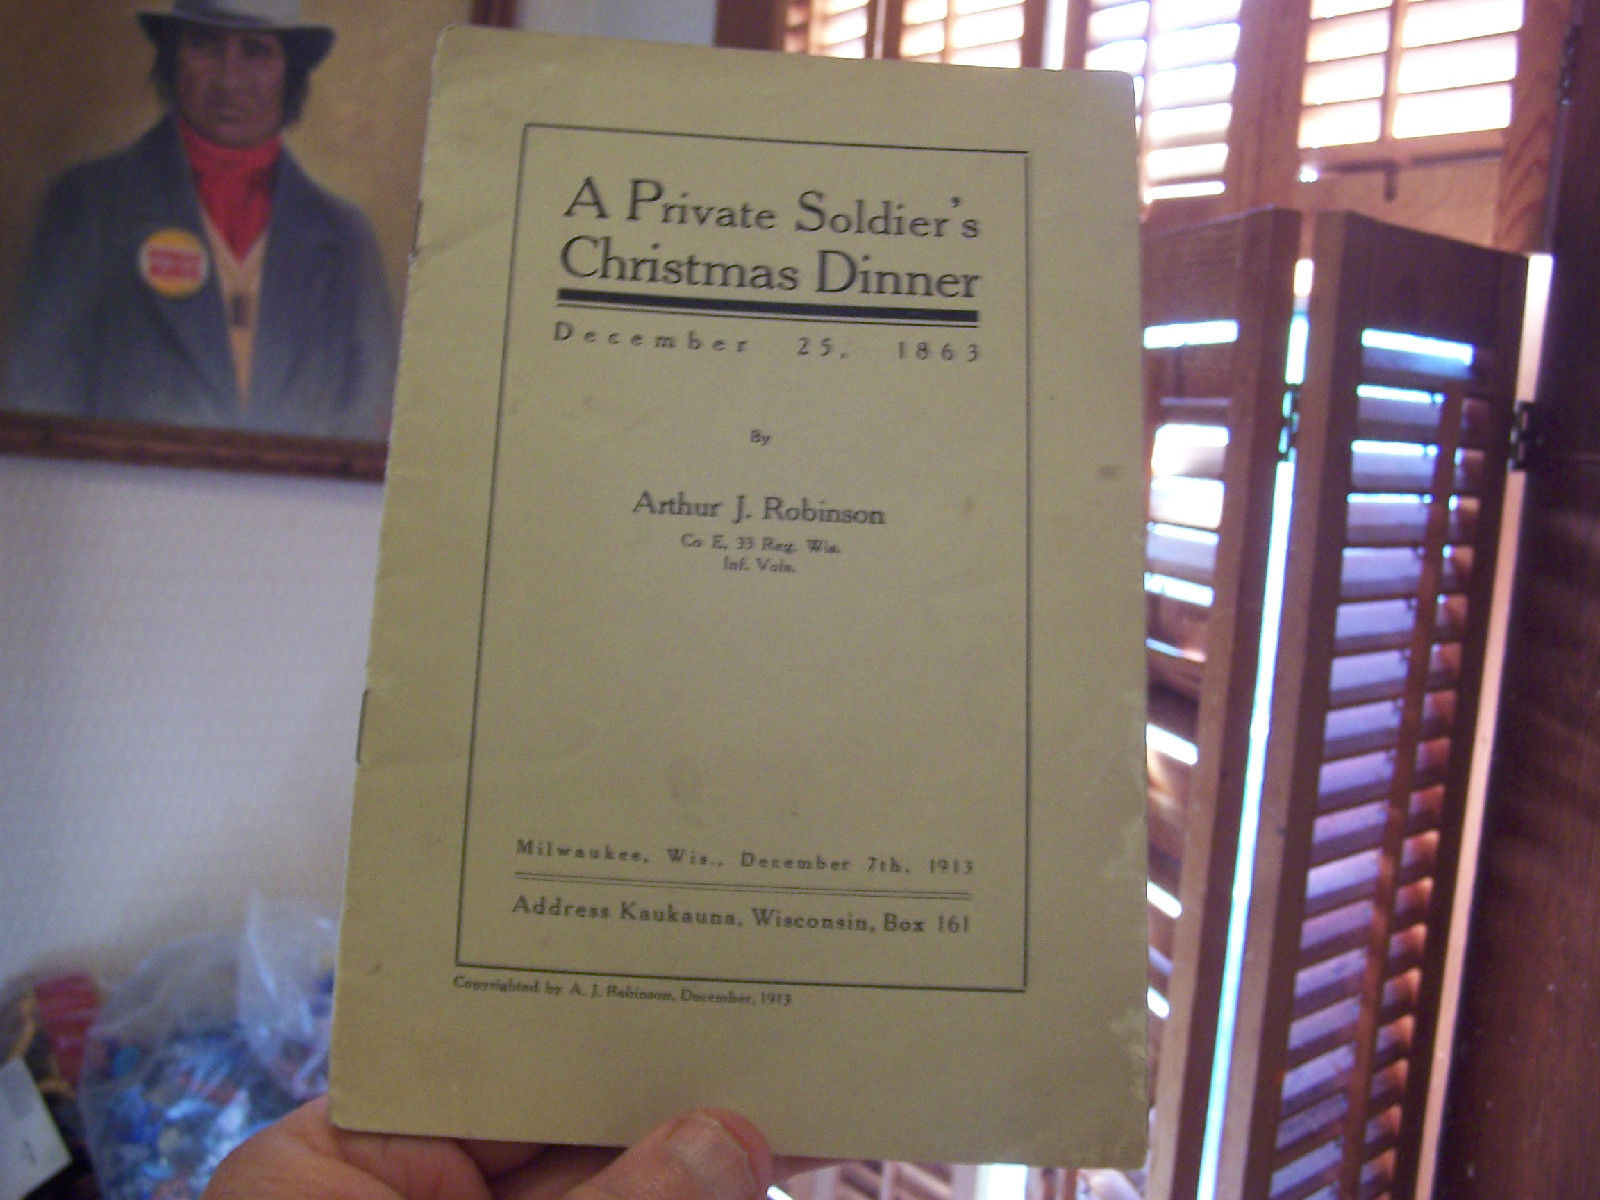 A Private Soldier's
Christmas Dinner
December 25, 1863
By
Arthur J. Robinson
Co E, 33 Reg. Wis.
Inf. Vols.
Milwaukee, Wis., December 7th, 1913
Address Kaukauna, Wisconsin, Box 161
Copyrighted by A. J. Robinson, December, 1913